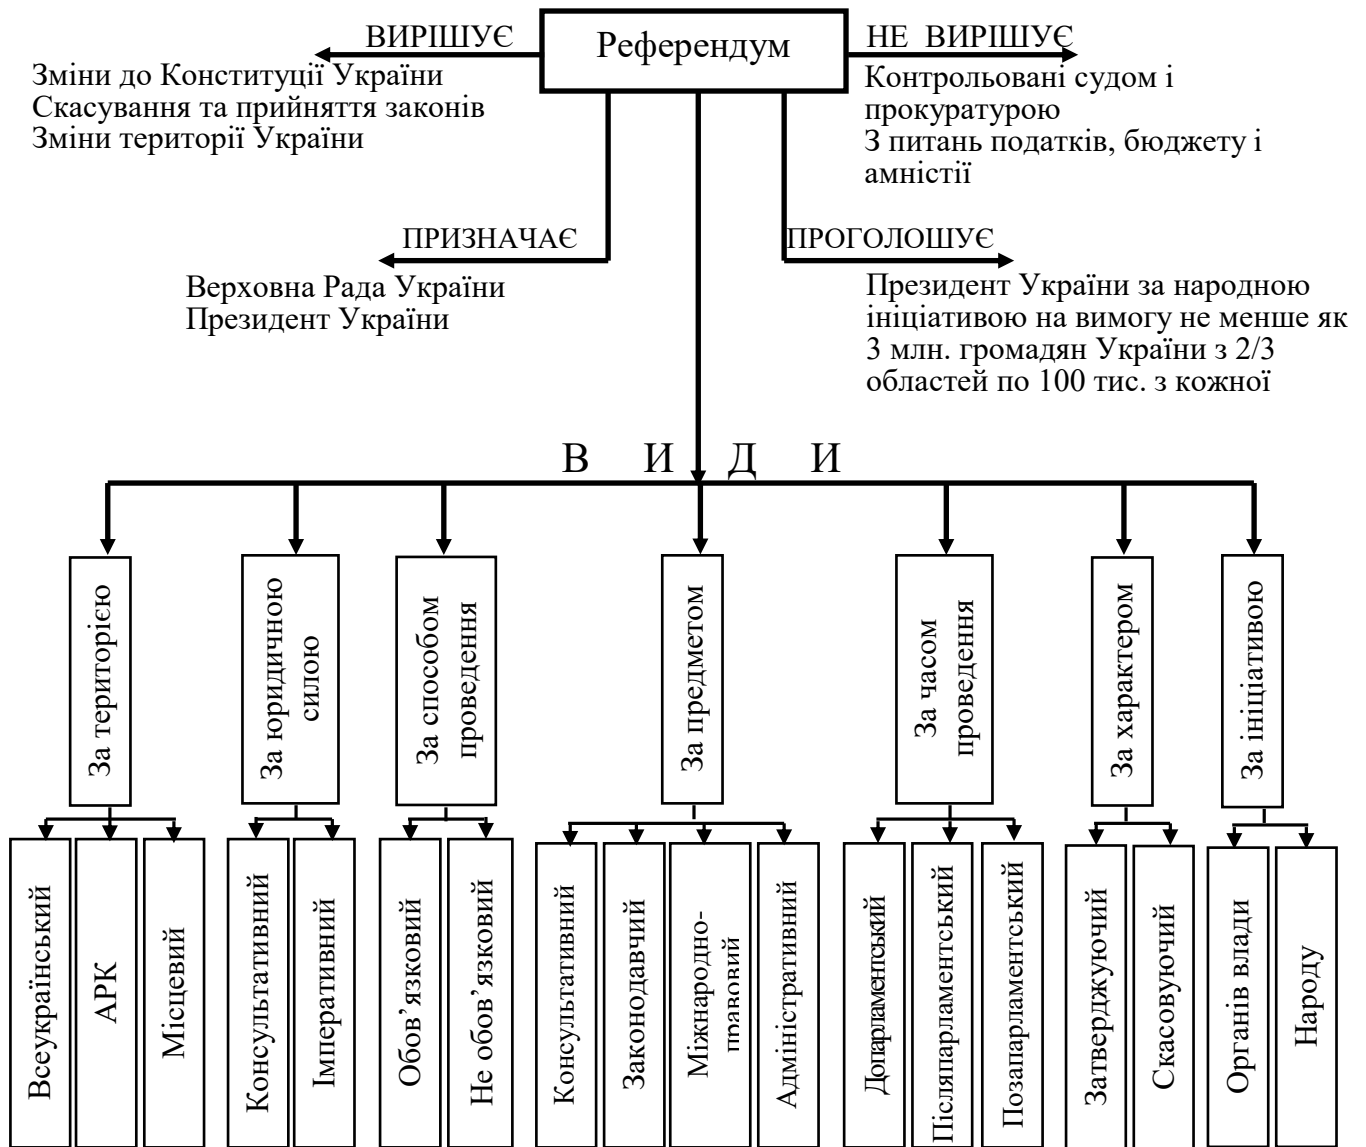 Референдум
ВИРІШУЄ
Зміни до Конституції України
Скасування та прийняття законів
Зміни території України
НЕ ВИРІШУЄ
Контрольовані судом і
прокуратурою
З питань податків, бюджету і
амністії
ПРИЗНАЧАЄ
Верховна Рада України
Президент України
ПРОГОЛОШУЄ
Президент України за народною
ініціативою на вимогу не менше як
3 млн. громадян України з 2/3
областей по 100 тис. з кожної
В И Д И
За територією
За юридичною
силою
За способом
проведення
За предметом
За часом
проведення
За характером
За ініціативою
Всеукраїнський
АРК
Місцевий
Консультативний
Імперативний
Обов’язковий
Не обов’язковий
Консультативний
Законодавчий
Міжнародно-
правовий
Адміністративний
Допарламентський
Післяпарламентський
Позапарламентський
Затверджуючий
Скасовуючий
Органів влади
Народу